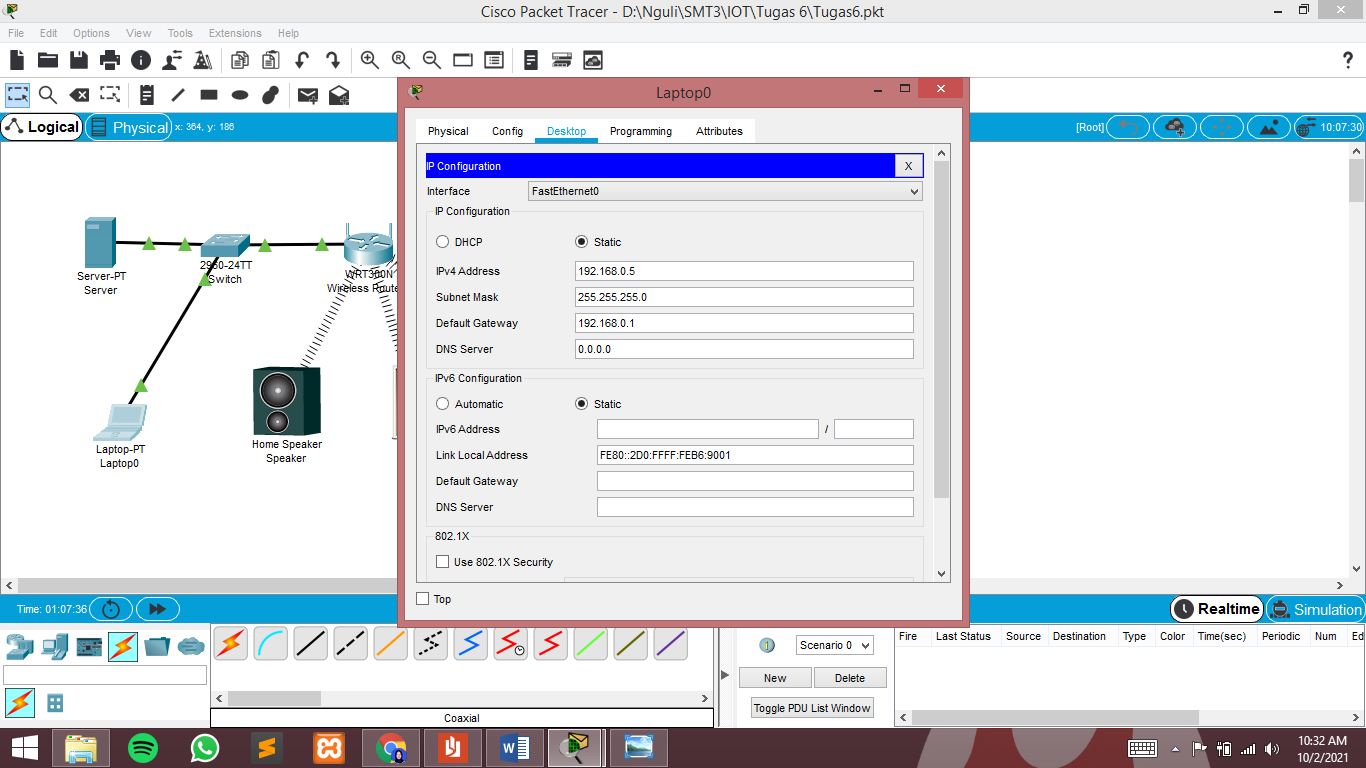 Cisco Packet Tracer - D:\Nguli\SMT3\IOT\Tugas 6\Tugas6.pkt
File Edit Options View Tools Extensions Help
Logical Physical x: 364, y: 186 [Root] 10:07:30
Laptop0
Physical Config Desktop Programming Attributes
IP Configuration X
Interface FastEthernet0
IP Configuration
DHCP Static
IPv4 Address 192.168.0.5
Subnet Mask 255.255.255.0
Default Gateway 192.168.0.1
DNS Server 0.0.0.0
IPv6 Configuration
Automatic Static
IPv6 Address /
Link Local Address FE80::2D0:FFFF:FEB6:9001
Default Gateway
DNS Server
802.1X
Use 802.1X Security
Top
Server-PT
Server
2960-24TT
Switch
WRT300N
Wireless Route
Home Speaker
Speaker
Laptop-PT
Laptop0
Time: 01:07:36 Realtime Simulation
Scenario 0
New Delete
Toggle PDU List Window
Fire Last Status Source Destination Type Color Time(sec) Periodic Num Ed
Coaxial
10:32 AM
10/2/2021